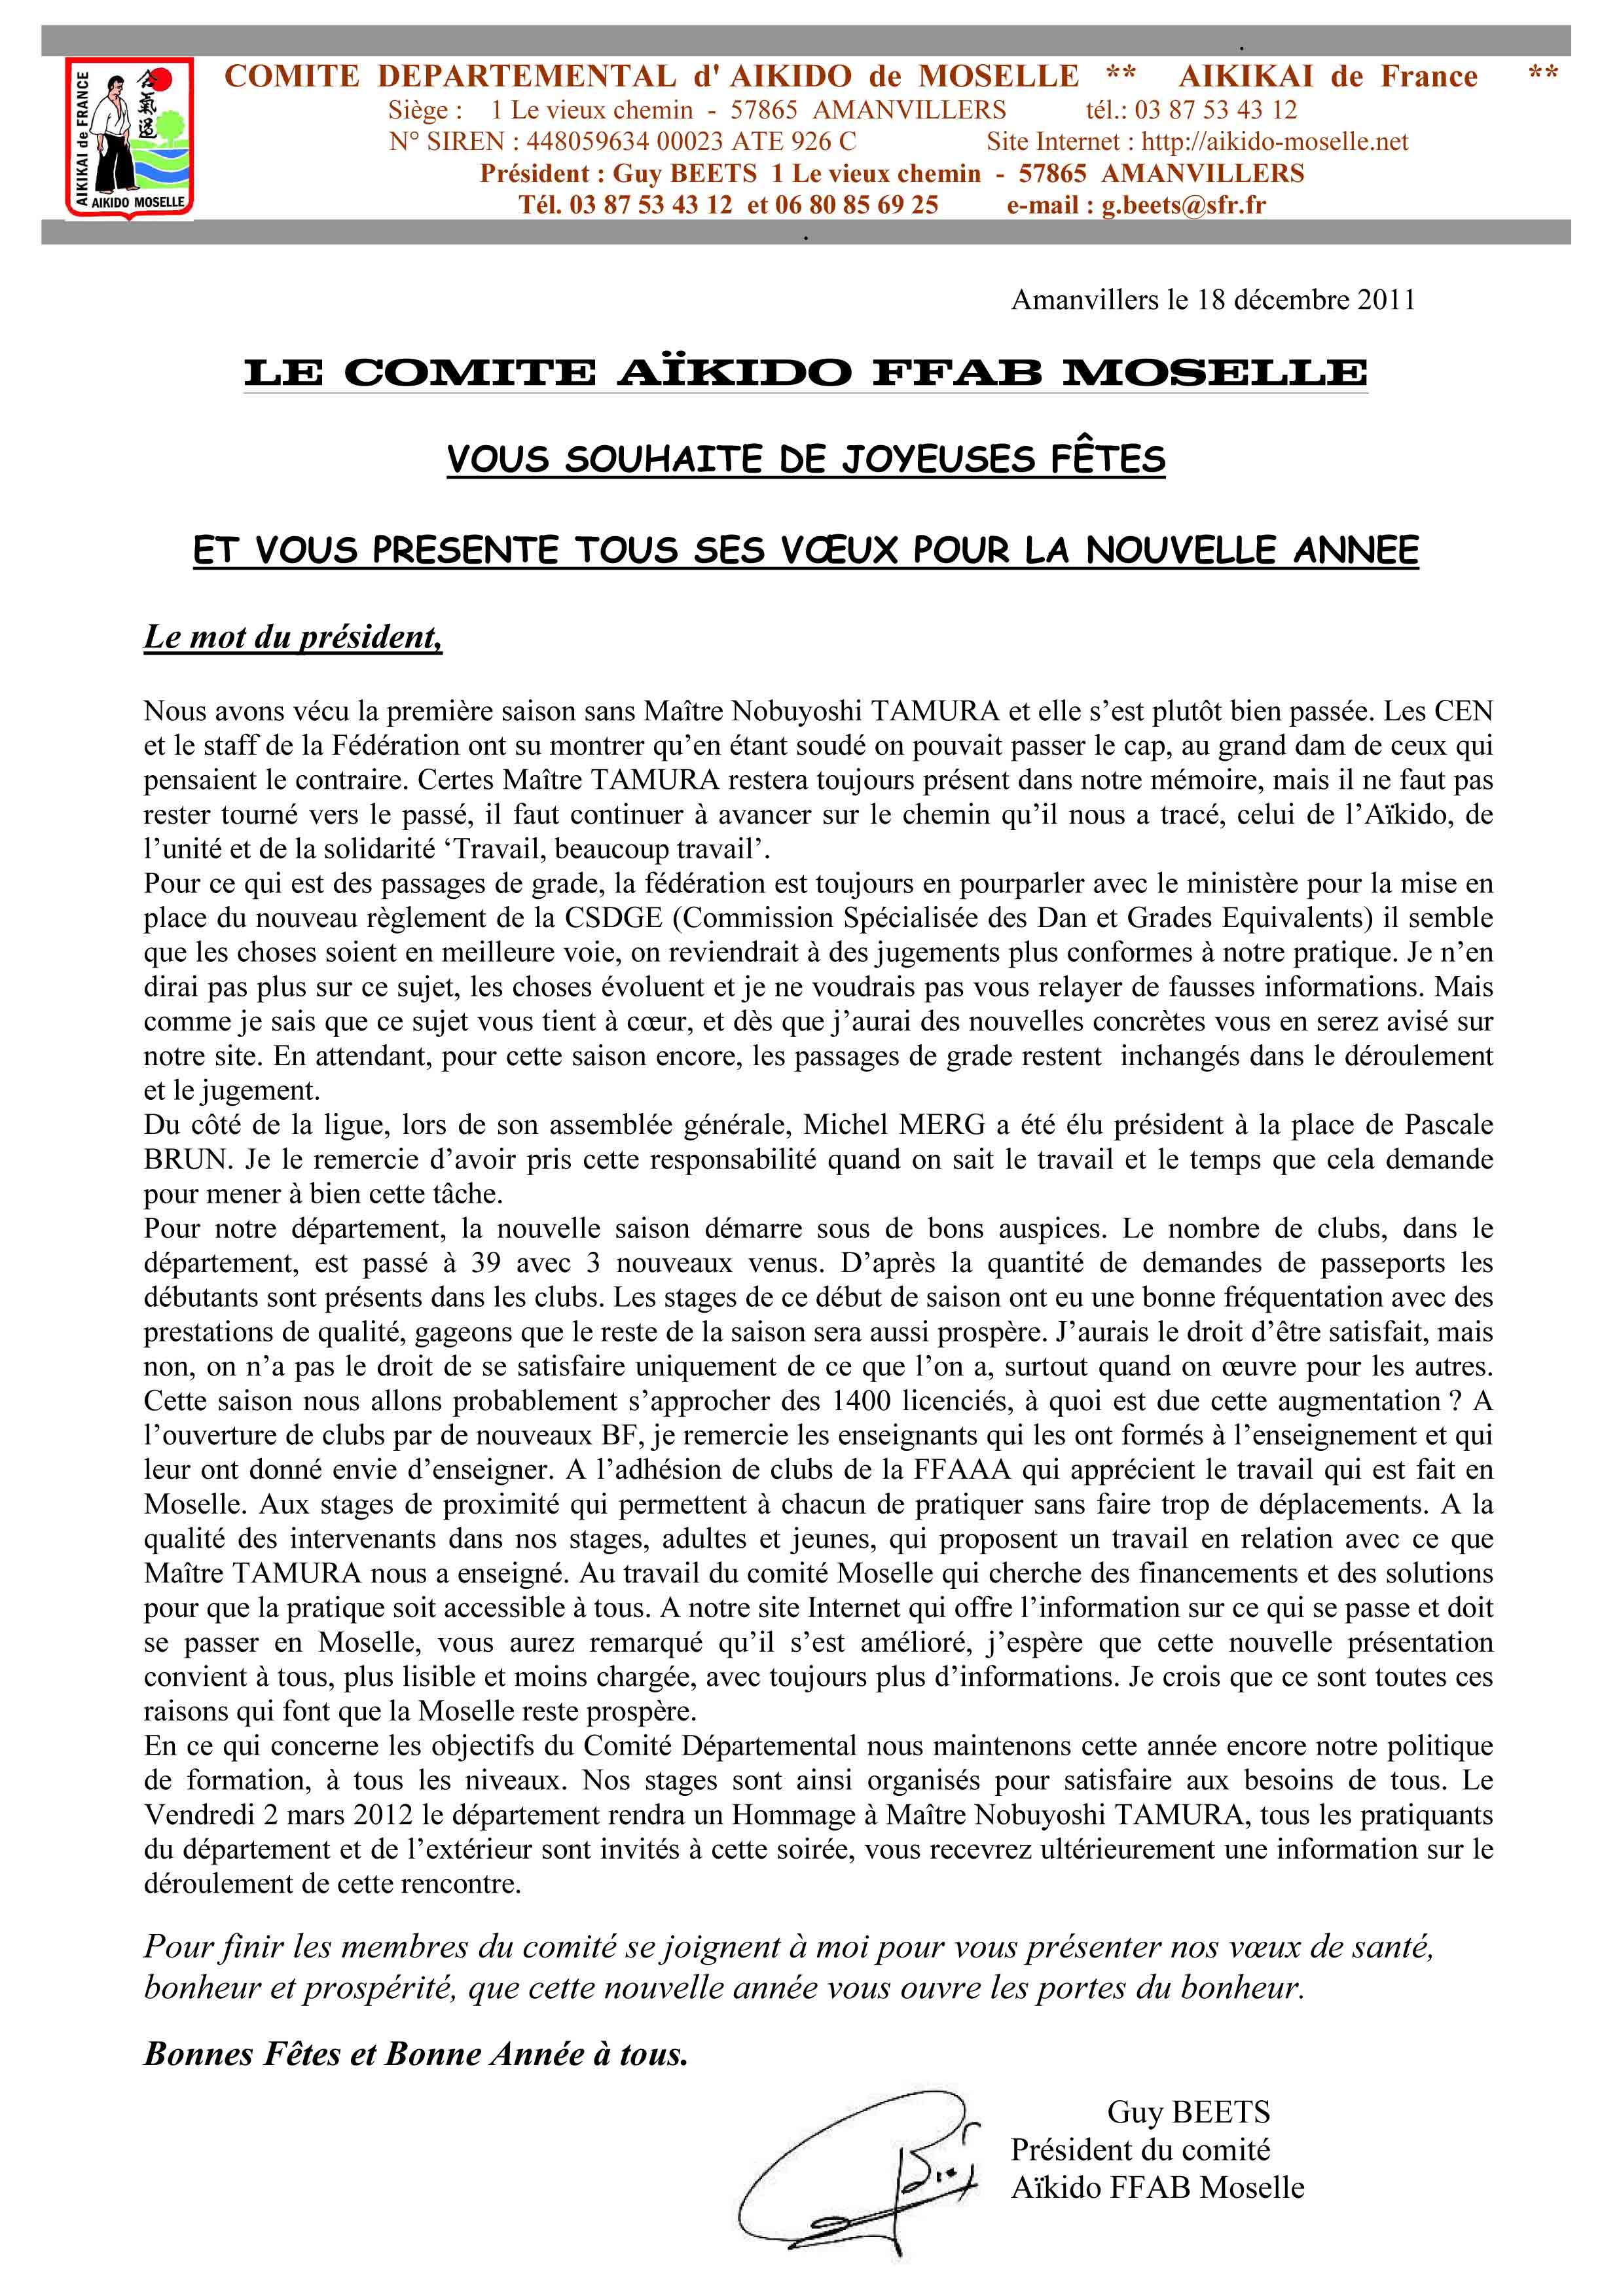 COMITE DEPARTEMENTAL d' AIKIDO de MOSELLE ** AIKIKAI de France **
Siège : 1 Le vieux chemin - 57865 AMANVILLERS tél.: 03 87 53 43 12
N° SIREN : 448059634 00023 ATE 926 C Site Internet : http://aikido-moselle.net
Président : Guy BEETS 1 Le vieux chemin - 57865 AMANVILLERS
Tél. 03 87 53 43 12 et 06 80 85 69 25 e-mail : g.beets@sfr.fr
AIKIKAI de FRANCE
合氣道
AIKIDO MOSELLE
Amanvillers le 18 décembre 2011
LE COMITE AÏKIDO FFAB MOSELLE
VOUS SOUHAITE DE JOYEUSES FÊTES
ET VOUS PRESENTE TOUS SES VŒUX POUR LA NOUVELLE ANNEE
Le mot du président,
Nous avons vécu la première saison sans Maître Nobuyoshi TAMURA et elle s’est plutôt bien passée. Les CEN
et le staff de la Fédération ont su montrer qu’en étant soudé on pouvait passer le cap, au grand dam de ceux qui
pensaient le contraire. Certes Maître TAMURA restera toujours présent dans notre mémoire, mais il ne faut pas
rester tourné vers le passé, il faut continuer à avancer sur le chemin qu’il nous a tracé, celui de l’Aïkido, de
l’unité et de la solidarité ‘Travail, beaucoup travail’.
Pour ce qui est des passages de grade, la fédération est toujours en pourparler avec le ministère pour la mise en
place du nouveau règlement de la CSDGE (Commission Spécialisée des Dan et Grades Equivalents) il semble
que les choses soient en meilleure voie, on reviendrait à des jugements plus conformes à notre pratique. Je n’en
dirai pas plus sur ce sujet, les choses évoluent et je ne voudrais pas vous relayer de fausses informations. Mais
comme je sais que ce sujet vous tient à cœur, et dès que j’aurai des nouvelles concrètes vous en serez avisé sur
notre site. En attendant, pour cette saison encore, les passages de grade restent inchangés dans le déroulement
et le jugement.
Du côté de la ligue, lors de son assemblée générale, Michel MERG a été élu président à la place de Pascale
BRUN. Je le remercie d’avoir pris cette responsabilité quand on sait le travail et le temps que cela demande
pour mener à bien cette tâche.
Pour notre département, la nouvelle saison démarre sous de bons auspices. Le nombre de clubs, dans le
département, est passé à 39 avec 3 nouveaux venus. D’après la quantité de demandes de passeports les
débutants sont présents dans les clubs. Les stages de ce début de saison ont eu une bonne fréquentation avec des
prestations de qualité, gageons que le reste de la saison sera aussi prospère. J’aurais le droit d’être satisfait, mais
non, on n’a pas le droit de se satisfaire uniquement de ce que l’on a, surtout quand on œuvre pour les autres.
Cette saison nous allons probablement s’approcher des 1400 licenciés, à quoi est due cette augmentation ? A
l’ouverture de clubs par de nouveaux BF, je remercie les enseignants qui les ont formés à l’enseignement et qui
leur ont donné envie d’enseigner. A l’adhésion de clubs de la FFAAA qui apprécient le travail qui est fait en
Moselle. Aux stages de proximité qui permettent à chacun de pratiquer sans faire trop de déplacements. A la
qualité des intervenants dans nos stages, adultes et jeunes, qui proposent un travail en relation avec ce que
Maître TAMURA nous a enseigné. Au travail du comité Moselle qui cherche des financements et des solutions
pour que la pratique soit accessible à tous. A notre site Internet qui offre l’information sur ce qui se passe et doit
se passer en Moselle, vous aurez remarqué qu’il s’est amélioré, j’espère que cette nouvelle présentation
convient à tous, plus lisible et moins chargée, avec toujours plus d’informations. Je crois que ce sont toutes ces
raisons qui font que la Moselle reste prospère.
En ce qui concerne les objectifs du Comité Départemental nous maintenons cette année encore notre politique
de formation, à tous les niveaux. Nos stages sont ainsi organisés pour satisfaire aux besoins de tous. Le
Vendredi 2 mars 2012 le département rendra un Hommage à Maître Nobuyoshi TAMURA, tous les pratiquants
du département et de l’extérieur sont invités à cette soirée, vous recevrez ultérieurement une information sur le
déroulement de cette rencontre.
Pour finir les membres du comité se joignent à moi pour vous présenter nos vœux de santé,
bonheur et prospérité, que cette nouvelle année vous ouvre les portes du bonheur.
Bonnes Fêtes et Bonne Année à tous.
Guy BEETS
Président du comité
Aïkido FFAB Moselle